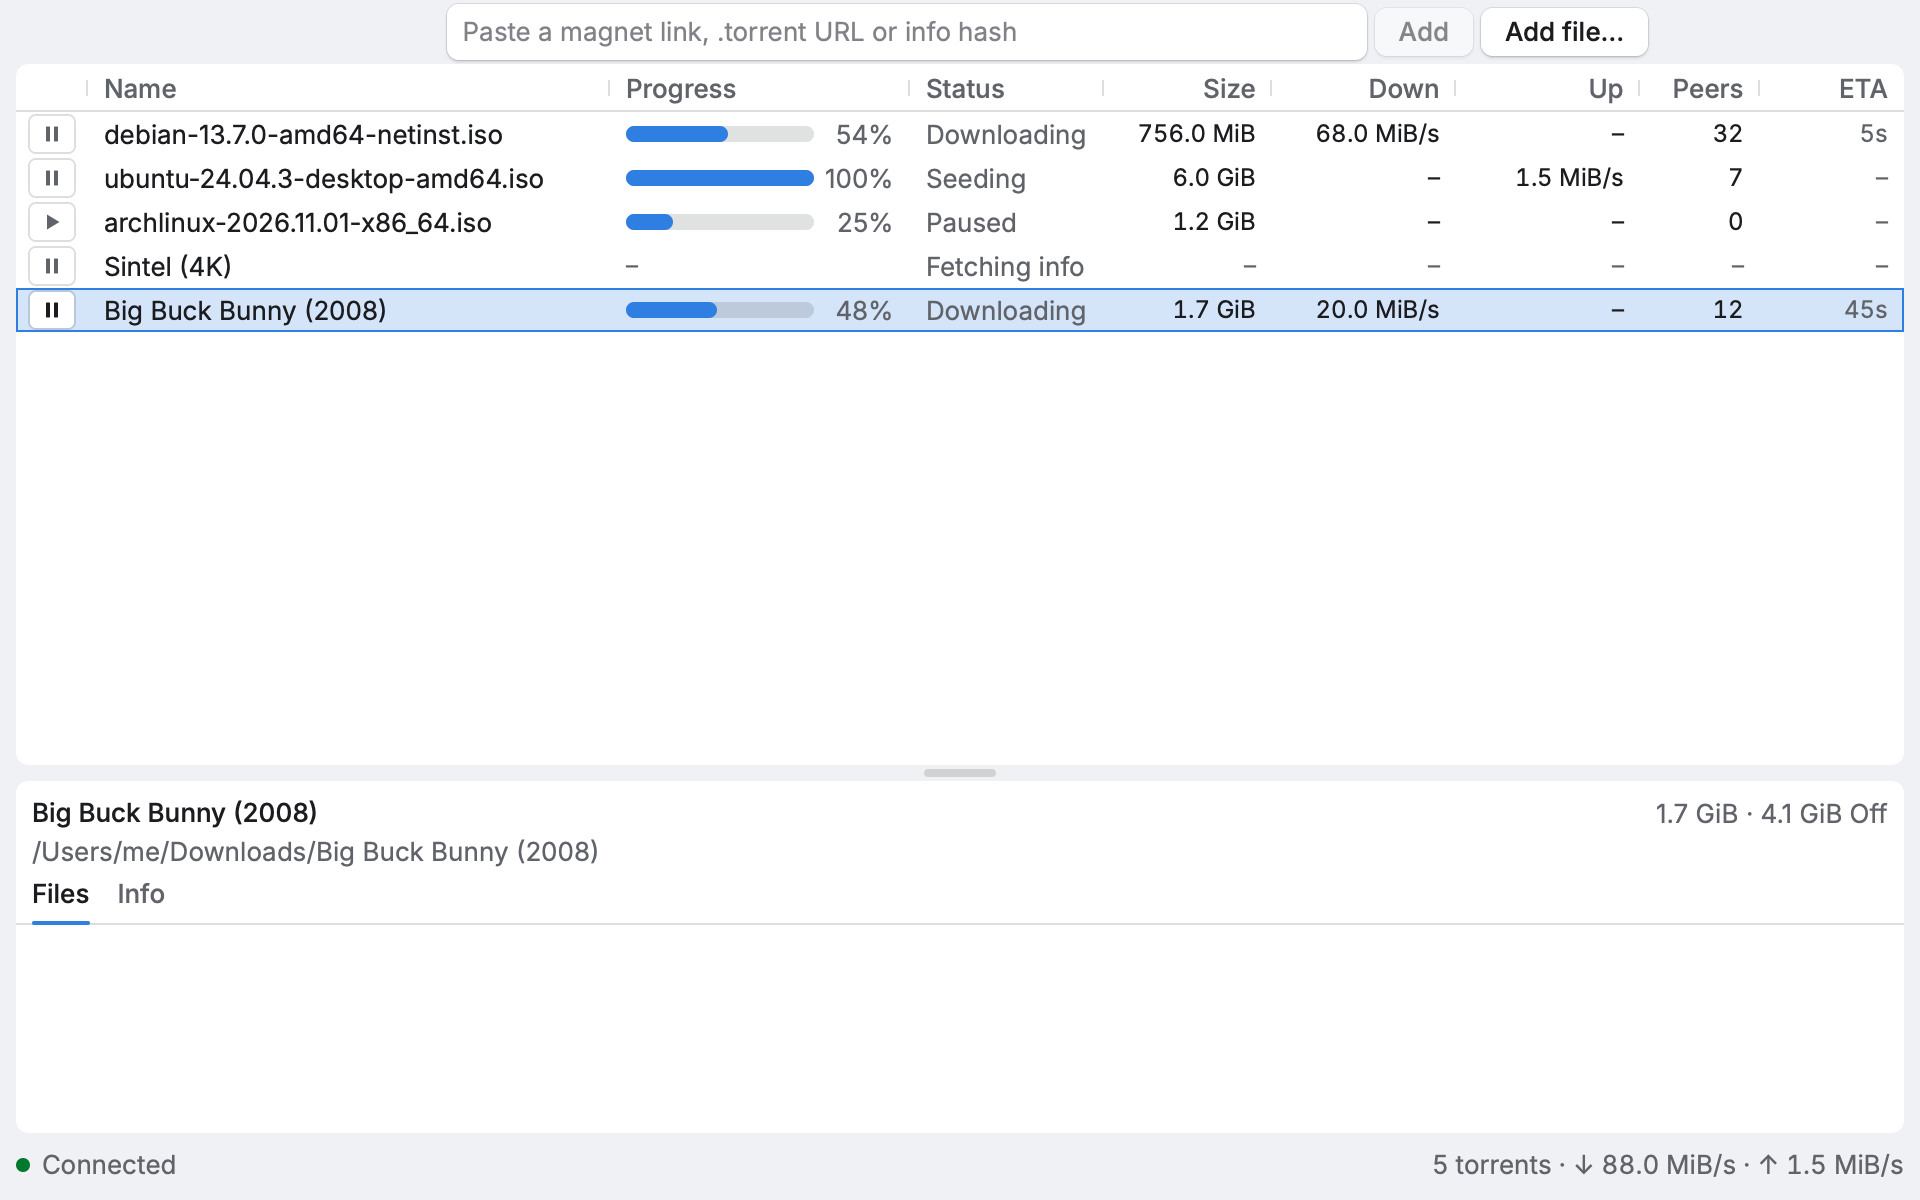 Paste a magnet link, .torrent URL or info hash Add Add file...
Name Progress Status Size Down Up Peers ETA
debian-13.7.0-amd64-netinst.iso 54% Downloading 756.0 MiB 68.0 MiB/s – 32 5s
ubuntu-24.04.3-desktop-amd64.iso 100% Seeding 6.0 GiB – 1.5 MiB/s 7 –
archlinux-2026.11.01-x86_64.iso 25% Paused 1.2 GiB – – 0 –
Sintel (4K) – Fetching info – – – – –
Big Buck Bunny (2008) 48% Downloading 1.7 GiB 20.0 MiB/s – 12 45s
Big Buck Bunny (2008) 1.7 GiB · 4.1 GiB Off
/Users/me/Downloads/Big Buck Bunny (2008)
Files Info
Connected 5 torrents · ↓ 88.0 MiB/s · ↑ 1.5 MiB/s